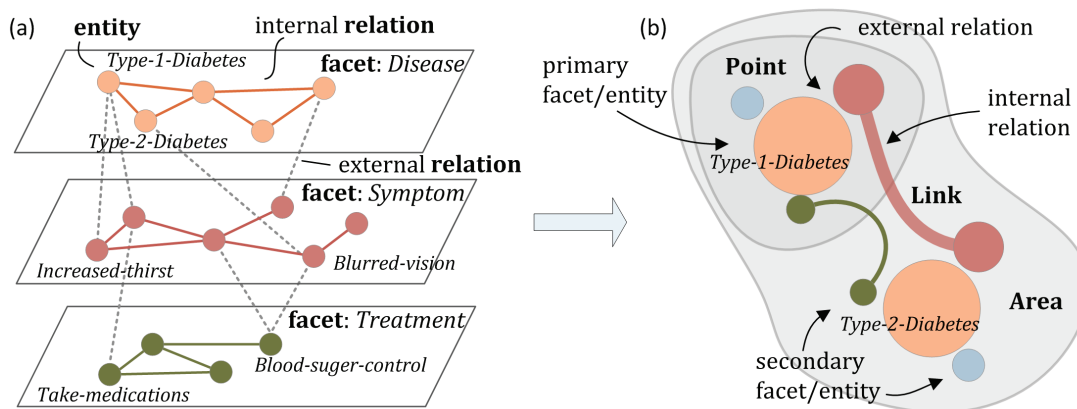 (a)
entity
internal relation
Type-1-Diabetes
facet: Disease
Type-2-Diabetes
external relation
facet: Symptom
Increased-thirst
Blurred-vision
facet: Treatment
Blood-suger-control
Take-medications
(b)
external relation
Point
primary
facet/entity
internal
relation
Type-1-Diabetes
Link
Area
Type-2-Diabetes
secondary
facet/entity